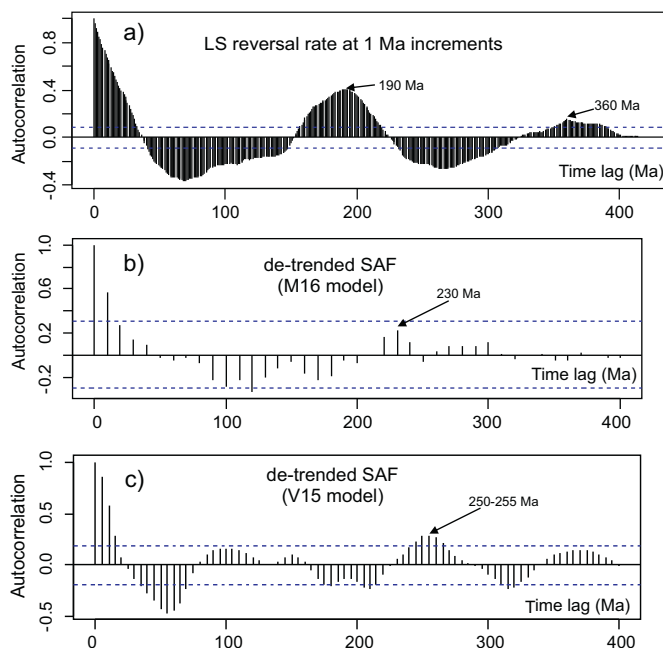 a)
LS reversal rate at 1 Ma increments
190 Ma
360 Ma
Autocorrelation
0.8
0.4
0.0
-0.4
Time lag (Ma)
0 100 200 300 400
b)
de-trended SAF
(M16 model)
230 Ma
Autocorrelation
1.0
0.6
0.2
-0.2
Time lag (Ma)
0 100 200 300 400
c)
de-trended SAF
(V15 model)
250-255 Ma
Autocorrelation
1.0
0.5
0.0
-0.5
Time lag (Ma)
0 100 200 300 400